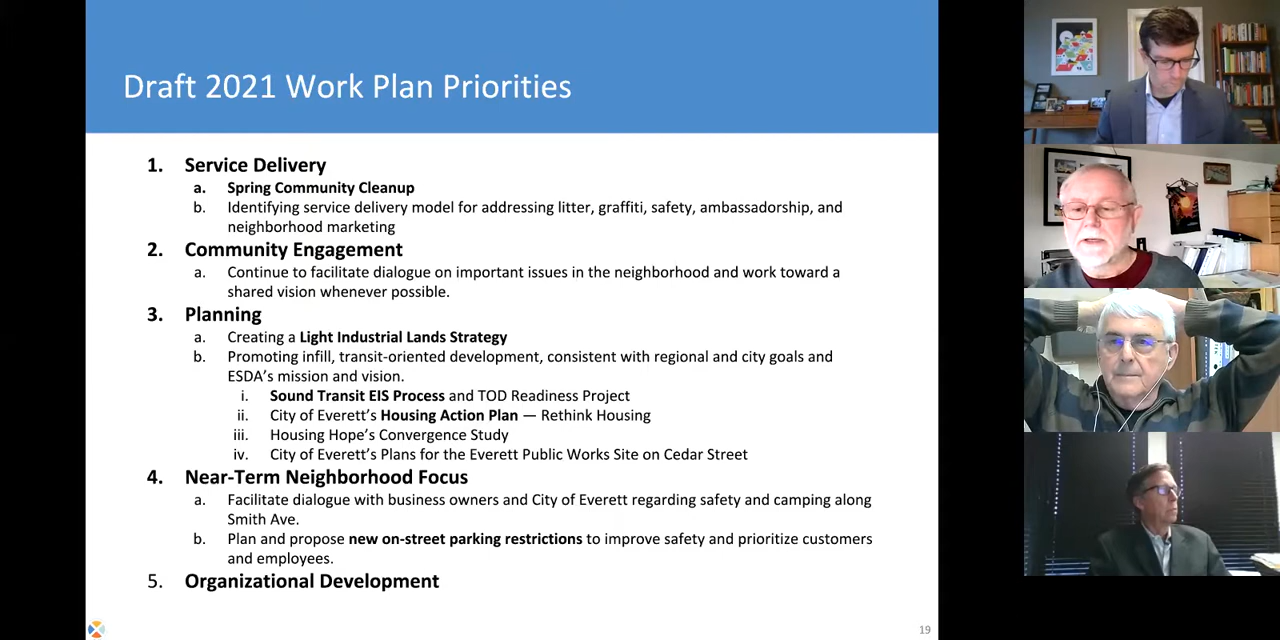 Draft 2021 Work Plan Priorities
1. Service Delivery
a. Spring Community Cleanup
b. Identifying service delivery model for addressing litter, graffiti, safety, ambassadorship, and
neighborhood marketing
2. Community Engagement
a. Continue to facilitate dialogue on important issues in the neighborhood and work toward a
shared vision whenever possible.
3. Planning
a. Creating a Light Industrial Lands Strategy
b. Promoting infill, transit-oriented development, consistent with regional and city goals and
ESDA's mission and vision.
i. Sound Transit EIS Process and TOD Readiness Project
ii. City of Everett's Housing Action Plan — Rethink Housing
iii. Housing Hope's Convergence Study
iv. City of Everett's Plans for the Everett Public Works Site on Cedar Street
4. Near-Term Neighborhood Focus
a. Facilitate dialogue with business owners and City of Everett regarding safety and camping along
Smith Ave.
b. Plan and propose new on-street parking restrictions to improve safety and prioritize customers
and employees.
5. Organizational Development
19